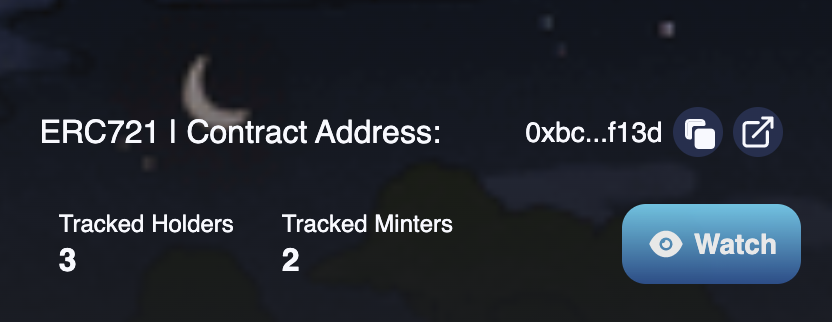 ERC721 | Contract Address: 0xbc...f13d
Tracked Holders Tracked Minters
3 2
Watch